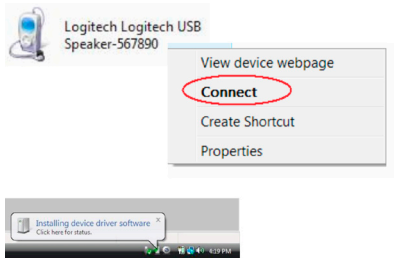 Logitech Logitech USB
Speaker-567890
View device webpage
Connect
Create Shortcut
Properties
Installing device driver software
Click here for status.
4:19 PM